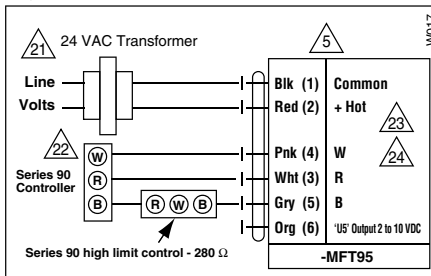 21 24 VAC Transformer
5
W017
Line
Volts
Blk (1) Common
Red (2) + Hot
23
22
Series 90
Controller
W
R
B
R W B
Pnk (4) W
24
Wht (3) R
Gry (5) B
Org (6) 'U5' Output 2 to 10 VDC
Series 90 high limit control - 280 Ω
-MFT95